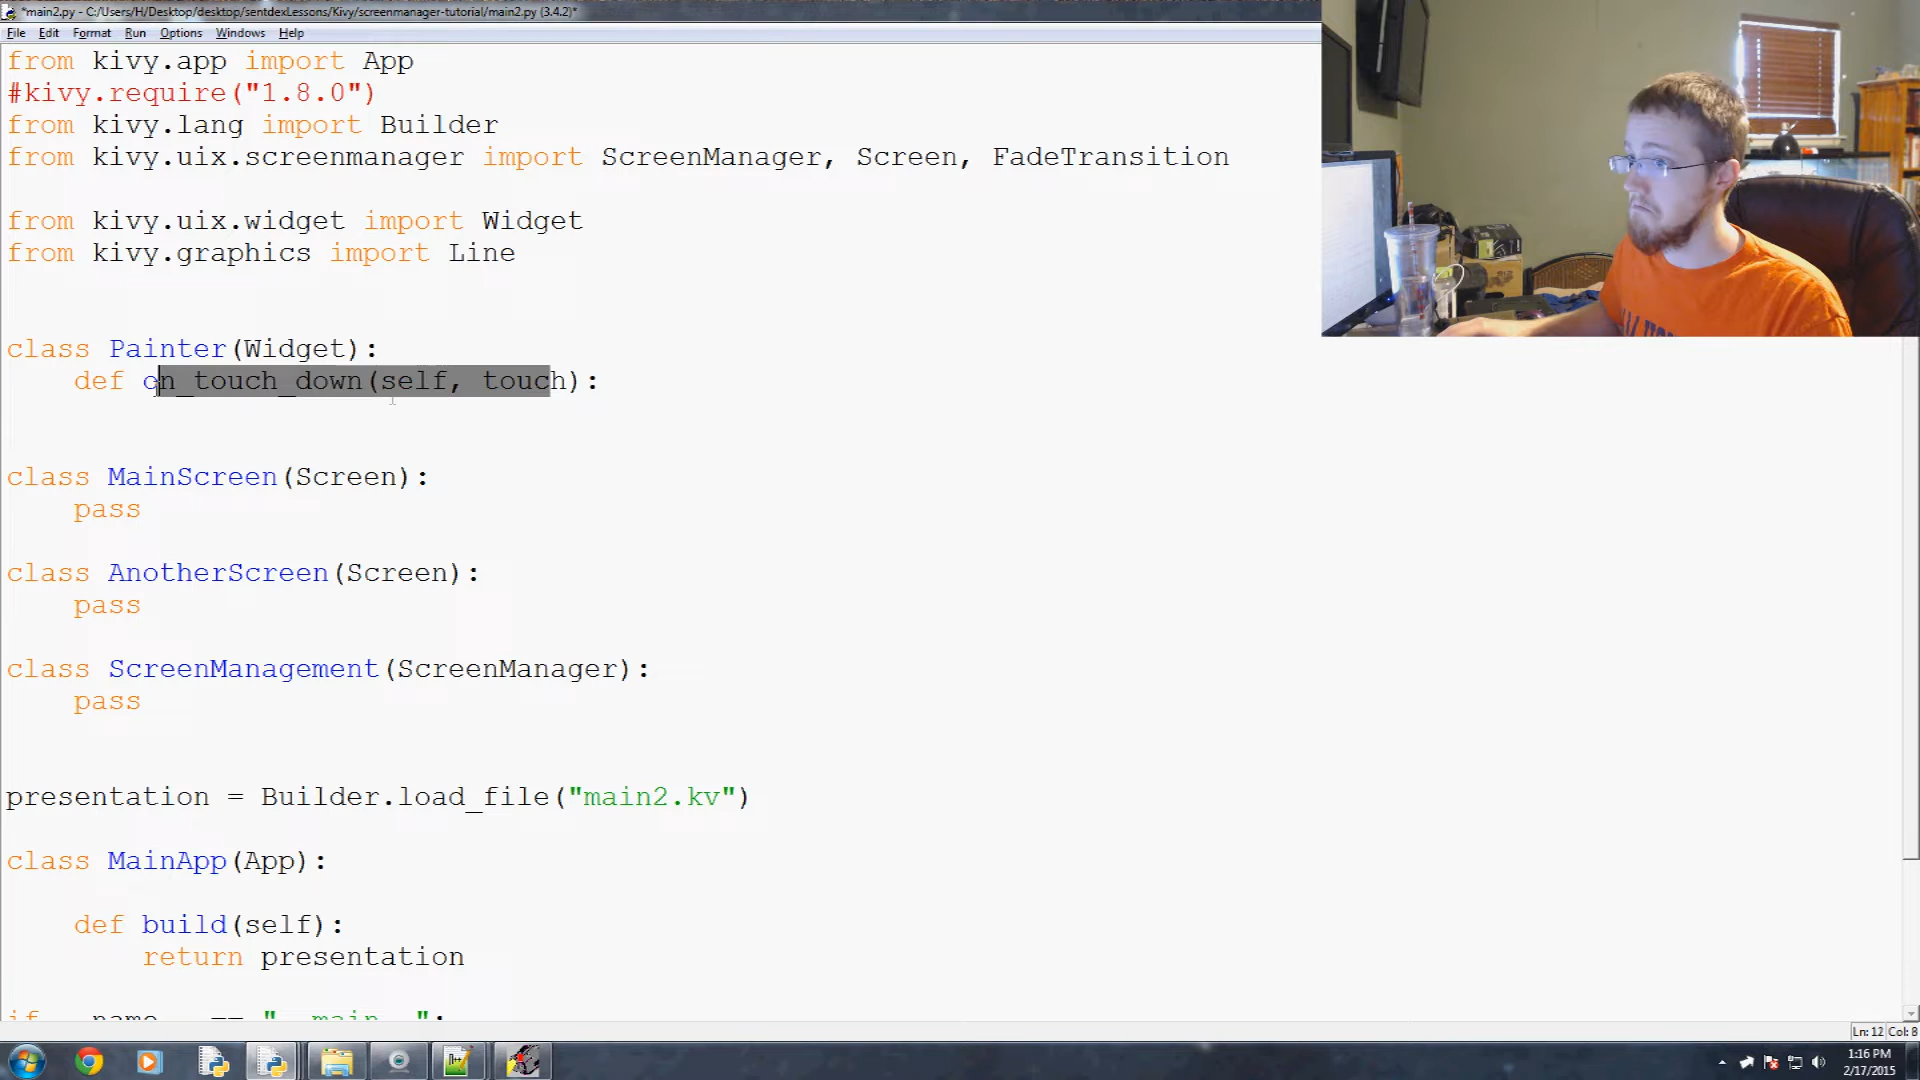 *main2.py - C:/Users/H/Desktop/desktop/sentdexLessons/Kivy/screenmanager-tutorial/main2.py (3.4.2)*
File Edit Format Run Options Windows Help
from kivy.app import App
#kivy.require("1.8.0")
from kivy.lang import Builder
from kivy.uix.screenmanager import ScreenManager, Screen, FadeTransition
from kivy.uix.widget import Widget
from kivy.graphics import Line
class Painter(Widget):
def on_touch_down(self, touch):
class MainScreen(Screen):
pass
class AnotherScreen(Screen):
pass
class ScreenManagement(ScreenManager):
pass
presentation = Builder.load_file("main2.kv")
class MainApp(App):
def build(self):
return presentation
if __name__ == "__main__":
Ln: 12 Col: 8
1:16 PM
2/17/2015